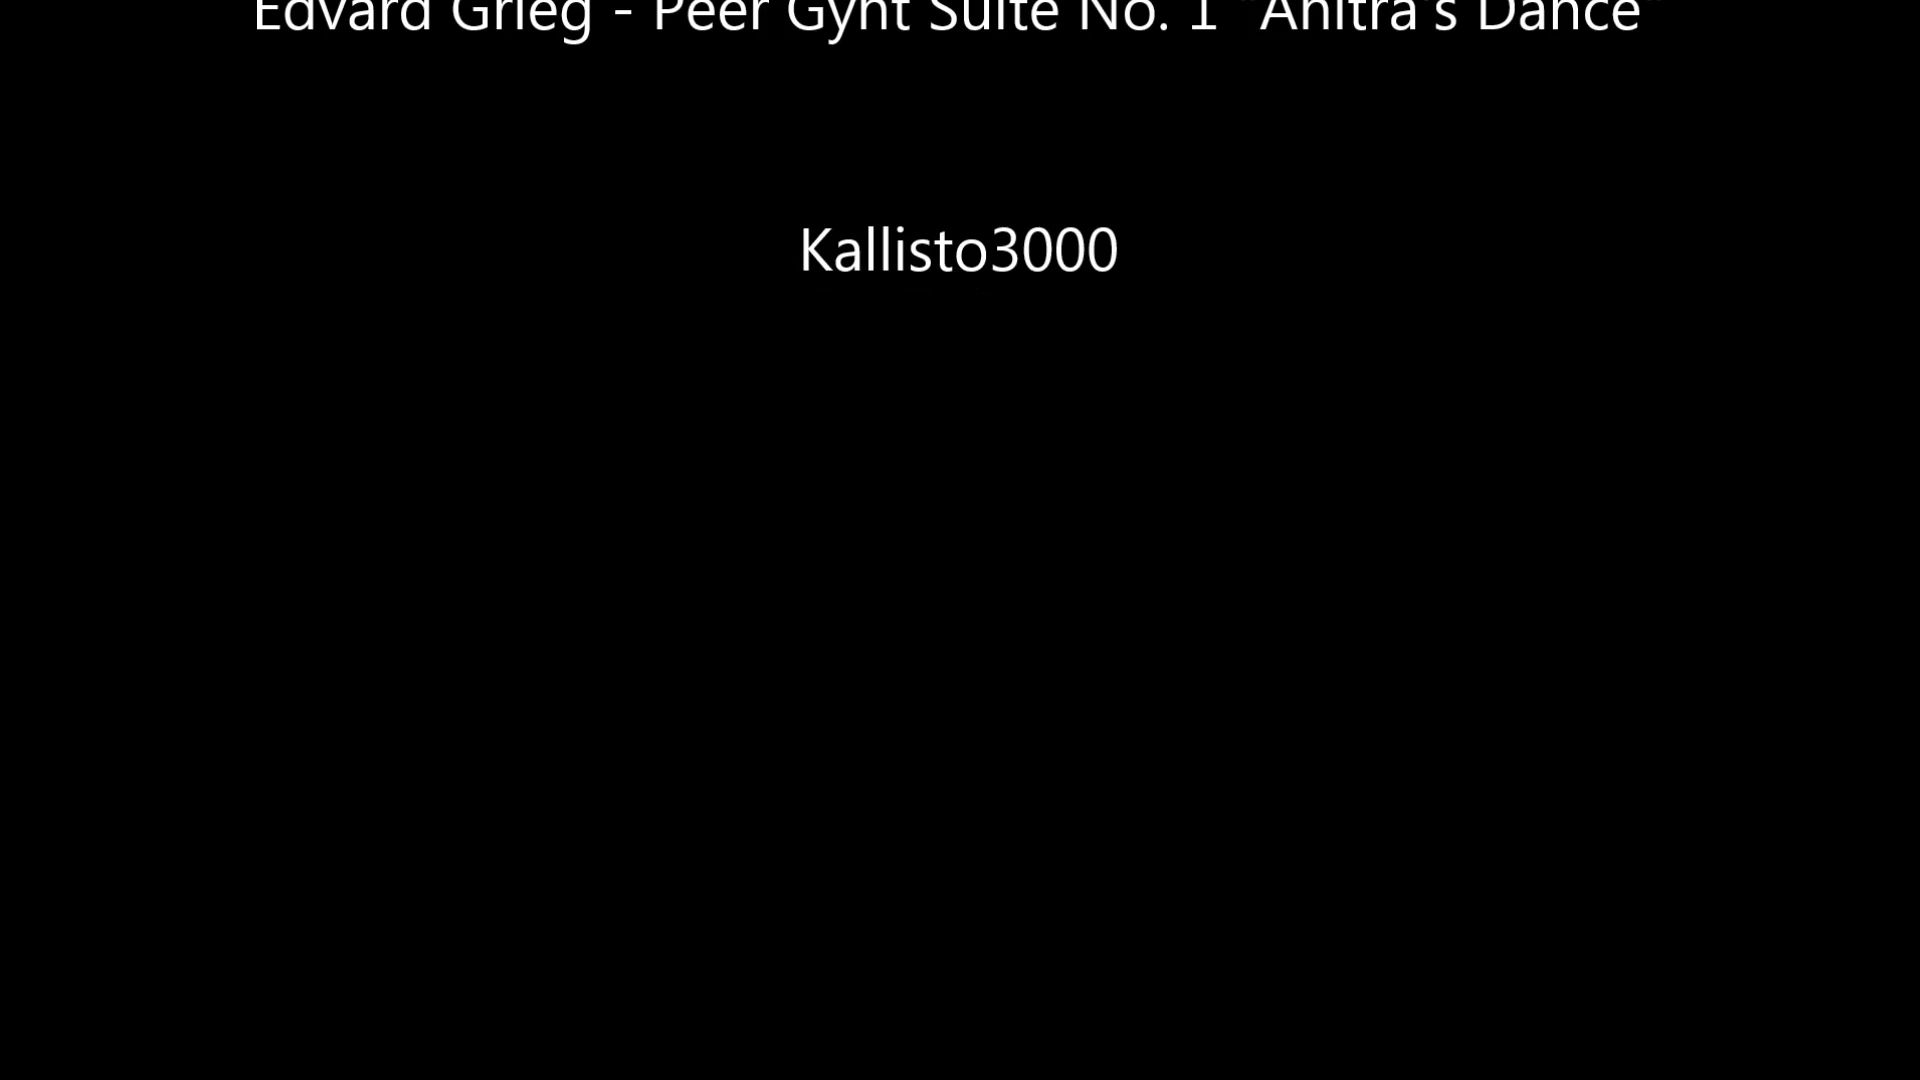 Edvard Grieg - Peer Gynt Suite No. 1 "Anitra's Dance"
Kallisto3000